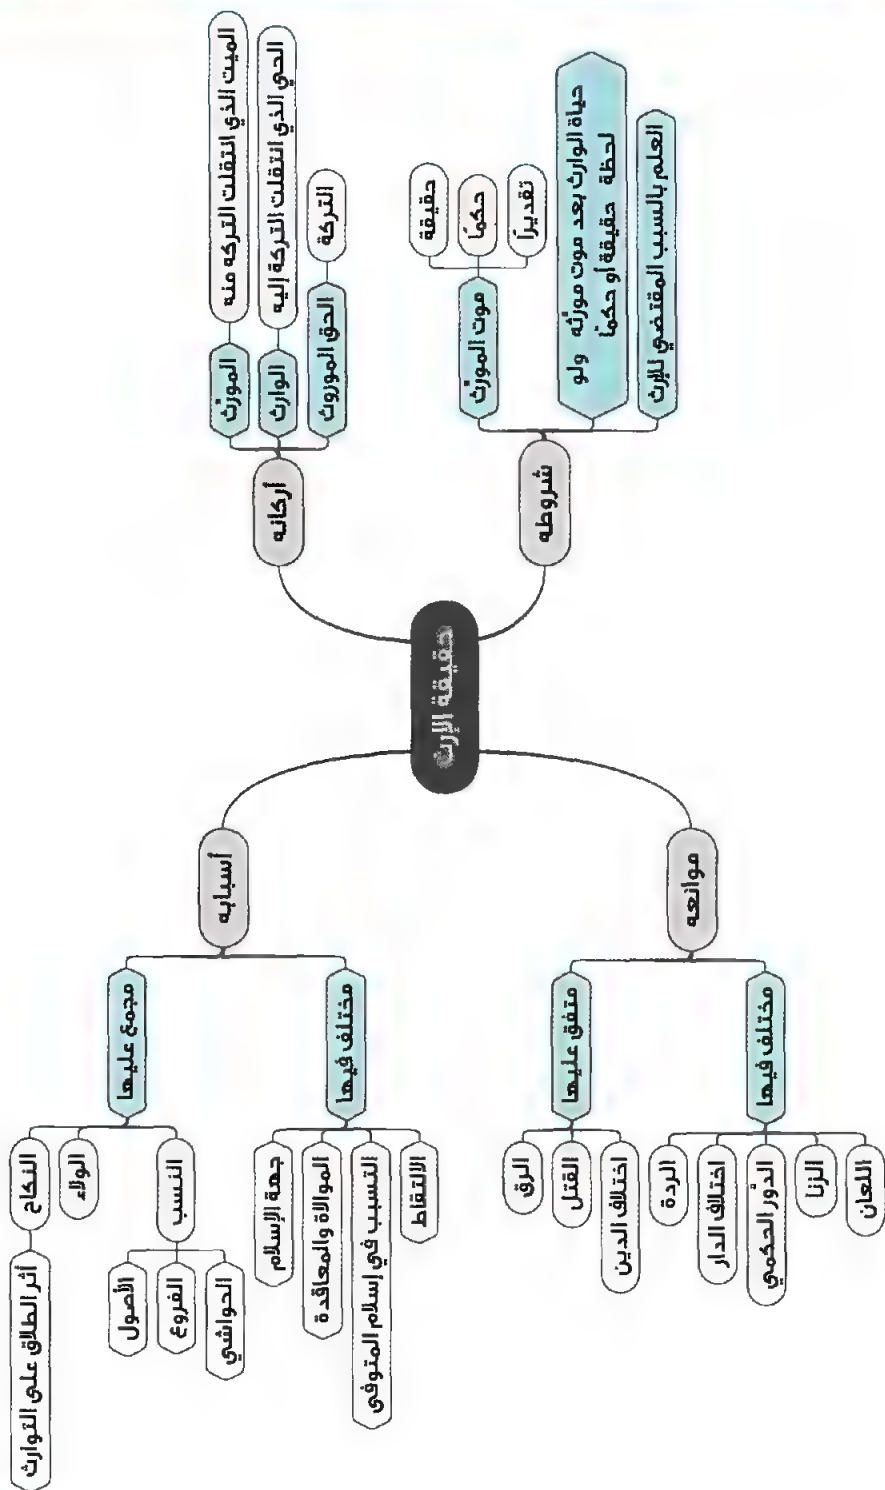 حقيقة الإرث
أركانه
المورّث
الميت الذي انتقلت التركة منه
الوارث
الحي الذي انتقلت التركة إليه
الحق الموروث
التركة
شروطه
موت المورّث
حقيقة
حكمًا
تقديرًا
حياة الوارث بعد موت مورّثه ولو
لحظة حقيقة أو حكمًا
العلم بالسبب المقتضي للإرث
أسبابه
مجمع عليها
النكاح
أثر الطلاق على التوارث
الولاء
النسب
الأصول
الفروع
الحواشي
مختلف فيها
جهة الإسلام
الموالاة والمعاقدة
التسبب في إسلام المتوفى
الالتقاط
موانعه
متفق عليها
الرق
القتل
اختلاف الدين
مختلف فيها
الردة
اختلاف الدار
الدَّوْر الحكمي
الزنا
اللعان